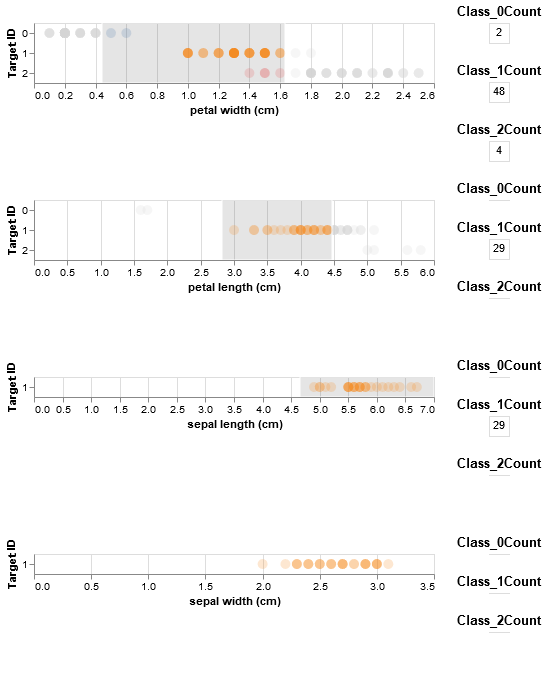 Class_0Count
2
Target ID
0
1
2
0.0 0.2 0.4 0.6 0.8 1.0 1.2 1.4 1.6 1.8 2.0 2.2 2.4 2.6
petal width (cm)
Class_1Count
48
Class_2Count
4
Class_0Count
Target ID
0
1
2
0.0 0.5 1.0 1.5 2.0 2.5 3.0 3.5 4.0 4.5 5.0 5.5 6.0
petal length (cm)
Class_1Count
29
Class_2Count
Class_0Count
Target ID
1
0.0 0.5 1.0 1.5 2.0 2.5 3.0 3.5 4.0 4.5 5.0 5.5 6.0 6.5 7.0
sepal length (cm)
Class_1Count
29
Class_2Count
Class_0Count
Target ID
1
0.0 0.5 1.0 1.5 2.0 2.5 3.0 3.5
sepal width (cm)
Class_1Count
Class_2Count